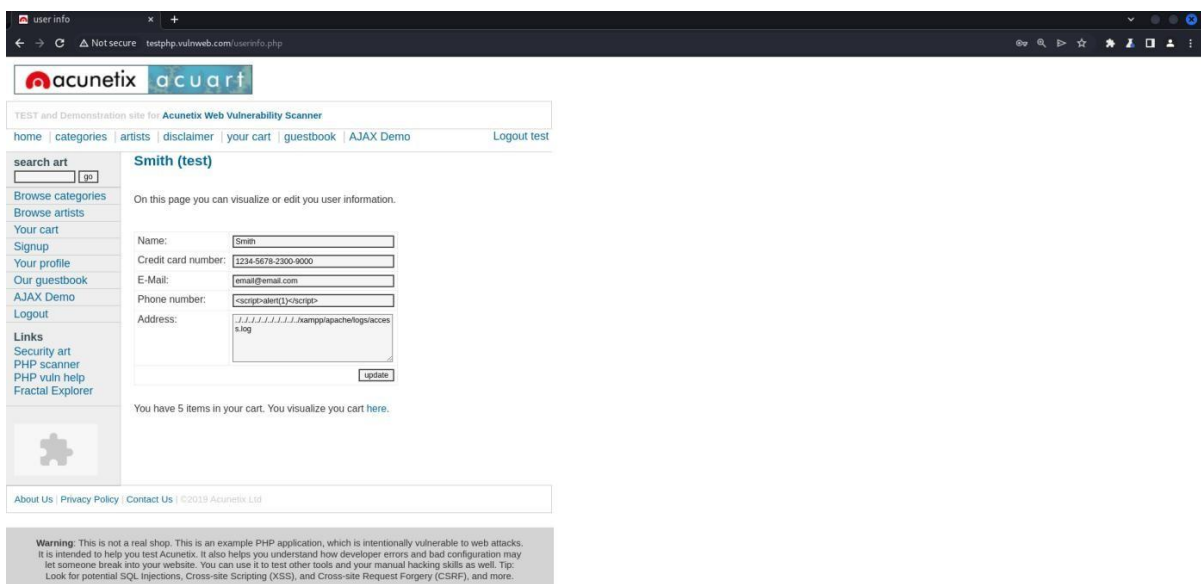 user info
Not secure testphp.vulnweb.com/userinfo.php
acunetix acuart
TEST and Demonstration site for Acunetix Web Vulnerability Scanner
home | categories | artists | disclaimer | your cart | guestbook | AJAX Demo
Logout test
search art
go
Browse categories
Browse artists
Your cart
Signup
Your profile
Our guestbook
AJAX Demo
Logout
Links
Security art
PHP scanner
PHP vuln help
Fractal Explorer
Smith (test)
On this page you can visualize or edit you user information.
Name: Smith
Credit card number: 1234-5678-2300-9000
E-Mail: email@email.com
Phone number: <script>alert(1)</script>
Address: ../../../../../../../../../../xampp/apache/logs/acces
s.log
update
You have 5 items in your cart. You visualize you cart here.
About Us | Privacy Policy | Contact Us | ©2019 Acunetix Ltd
Warning: This is not a real shop. This is an example PHP application, which is intentionally vulnerable to web attacks.
It is intended to help you test Acunetix. It also helps you understand how developer errors and bad configuration may
let someone break into your website. You can use it to test other tools and your manual hacking skills as well. Tip:
Look for potential SQL Injections, Cross-site Scripting (XSS), and Cross-site Request Forgery (CSRF), and more.